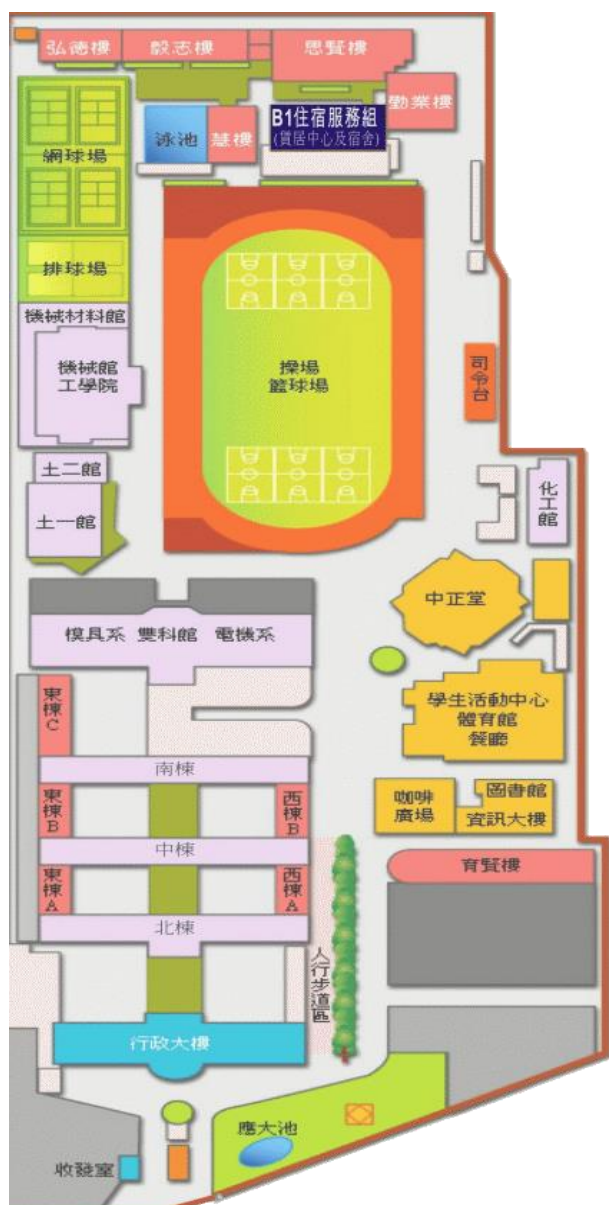 弘德樓
毅志樓
思賢樓
勤業樓
泳池
慧樓
B1住宿服務組
(賃居中心及宿舍)
網球場
排球場
機械材料館
機械館
工學院
操場
籃球場
司令台
土二館
土一館
化工館
中正堂
模具系 雙科館 電機系
學生活動中心
體育館
餐廳
東棟C
南棟
東棟B
西棟B
咖啡
廣場
圖書館
資訊大樓
中棟
東棟A
西棟A
育賢樓
北棟
人行步道區
行政大樓
應大池
收發室